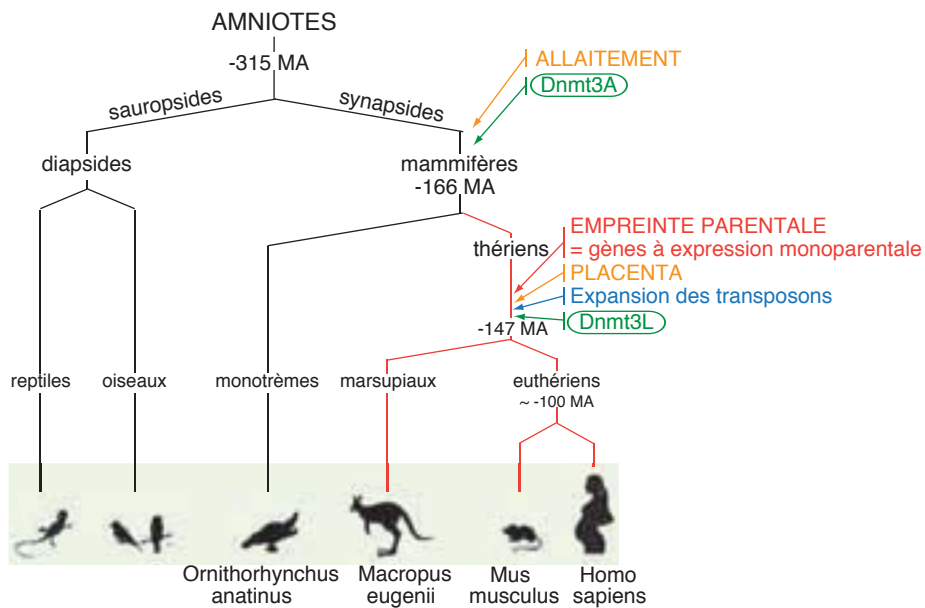 AMNIOTES
-315 MA
ALLAITEMENT
Dnmt3A
sauropsides
synapsides
diapsides
mammifères
-166 MA
thériens
EMPREINTE PARENTALE
= gènes à expression monoparentale
PLACENTA
Expansion des transposons
Dnmt3L
-147 MA
reptiles
oiseaux
monotrèmes
marsupiaux
euthériens
~ -100 MA
Ornithorhynchus
anatinus
Macropus
eugenii
Mus
musculus
Homo
sapiens